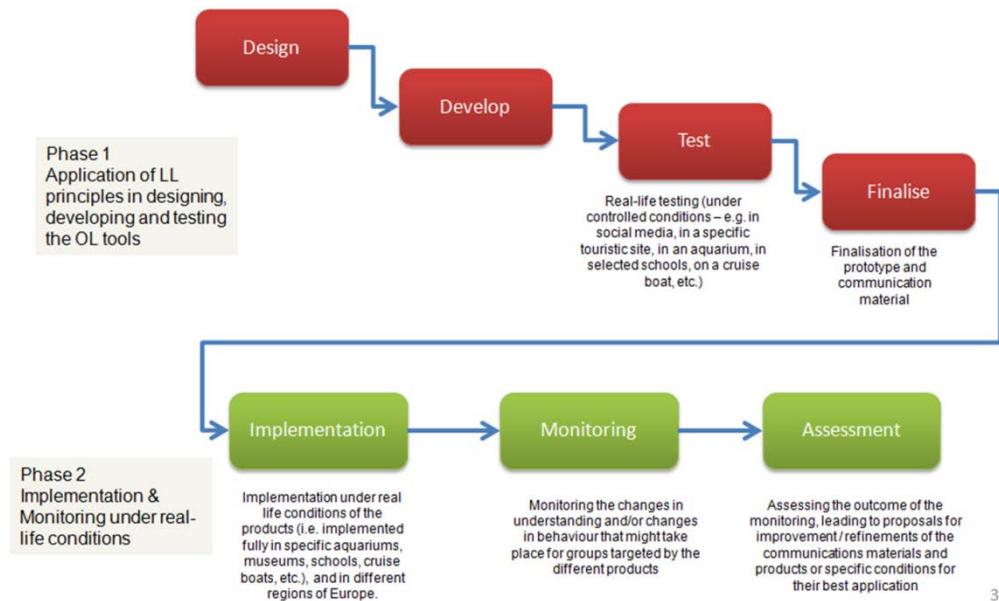 Design
Develop
Test
Finalise
Phase 1
Application of LL
principles in designing,
developing and testing
the OL tools
Real-life testing (under
controlled conditions – e.g. in
social media, in a specific
touristic site, in an aquarium, in
selected schools, on a cruise
boat, etc.)
Finalisation of the
prototype and
communication
material
Implementation
Monitoring
Assessment
Phase 2
Implementation &
Monitoring under real-
life conditions
Implementation under real
life conditions of the
products (i.e. implemented
fully in specific aquariums,
museums, schools, cruise
boats, etc.), and in different
regions of Europe.
Monitoring the changes in
understanding and/or changes
in behaviour that might take
place for groups targeted by the
different products
Assessing the outcome of the
monitoring, leading to proposals for
improvement / refinements of the
communications materials and
products or specific conditions for
their best application
3